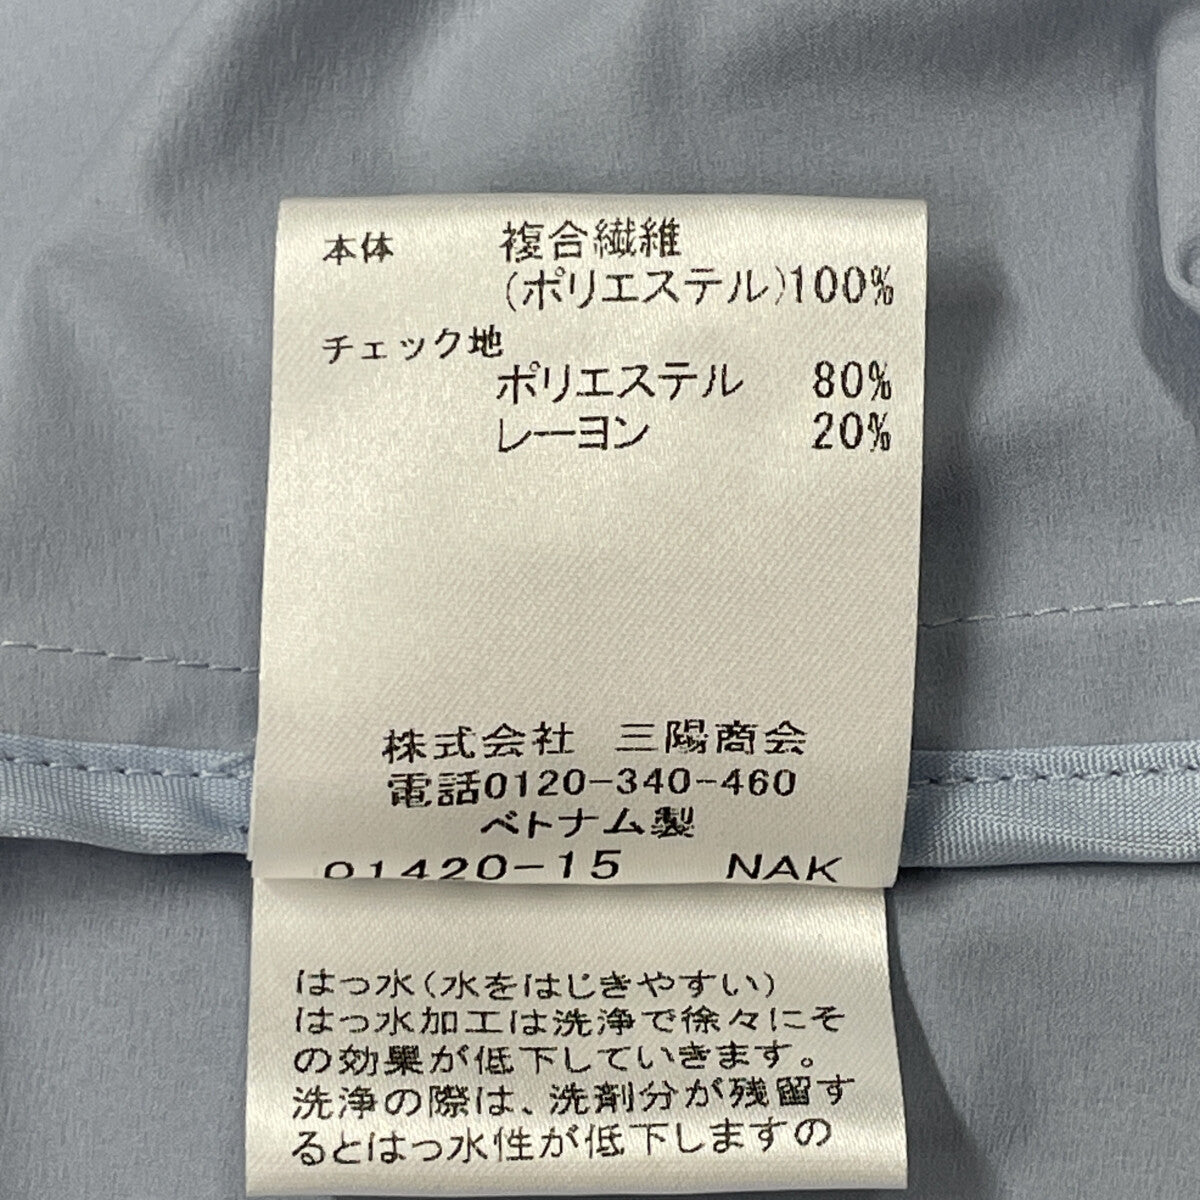 本体 複合繊維
(ポリエステル)100%
チェック地
ポリエステル 80%
レーヨン 20%
株式会社 三陽商会
電話0120-340-460
ベトナム製
01420-15 NAK
はっ水(水をはじきやすい)
はっ水加工は洗浄で徐々にそ
の効果が低下していきます。
洗浄の際は、洗剤分が残留す
るとはっ水性が低下しますの